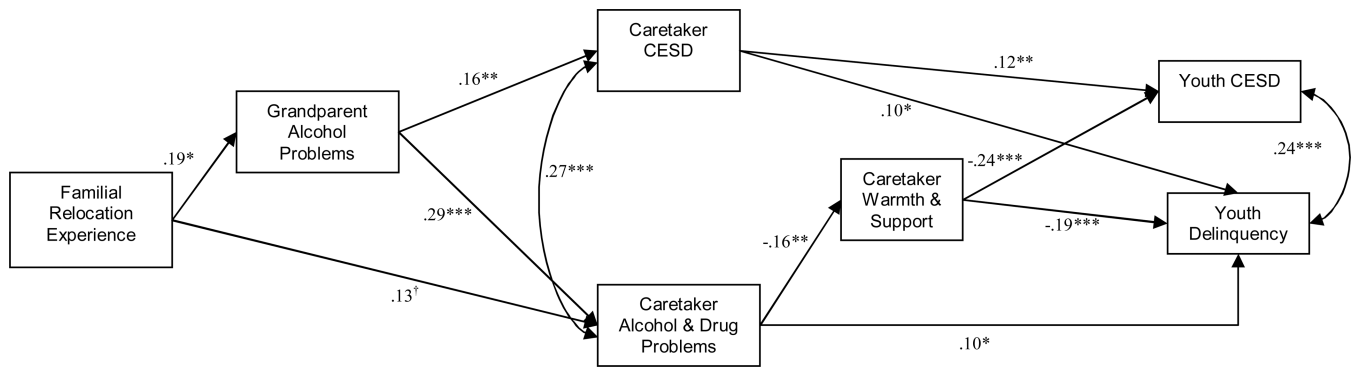 Caretaker
CESD
.16**
.12**
Youth CESD
.10*
Grandparent
Alcohol
Problems
.19*
.27***
-.24***
.24***
Familial
Relocation
Experience
Caretaker
Warmth &
Support
.29***
-.19***
Youth
Delinquency
-.16**
.13†
Caretaker
Alcohol & Drug
Problems
.10*